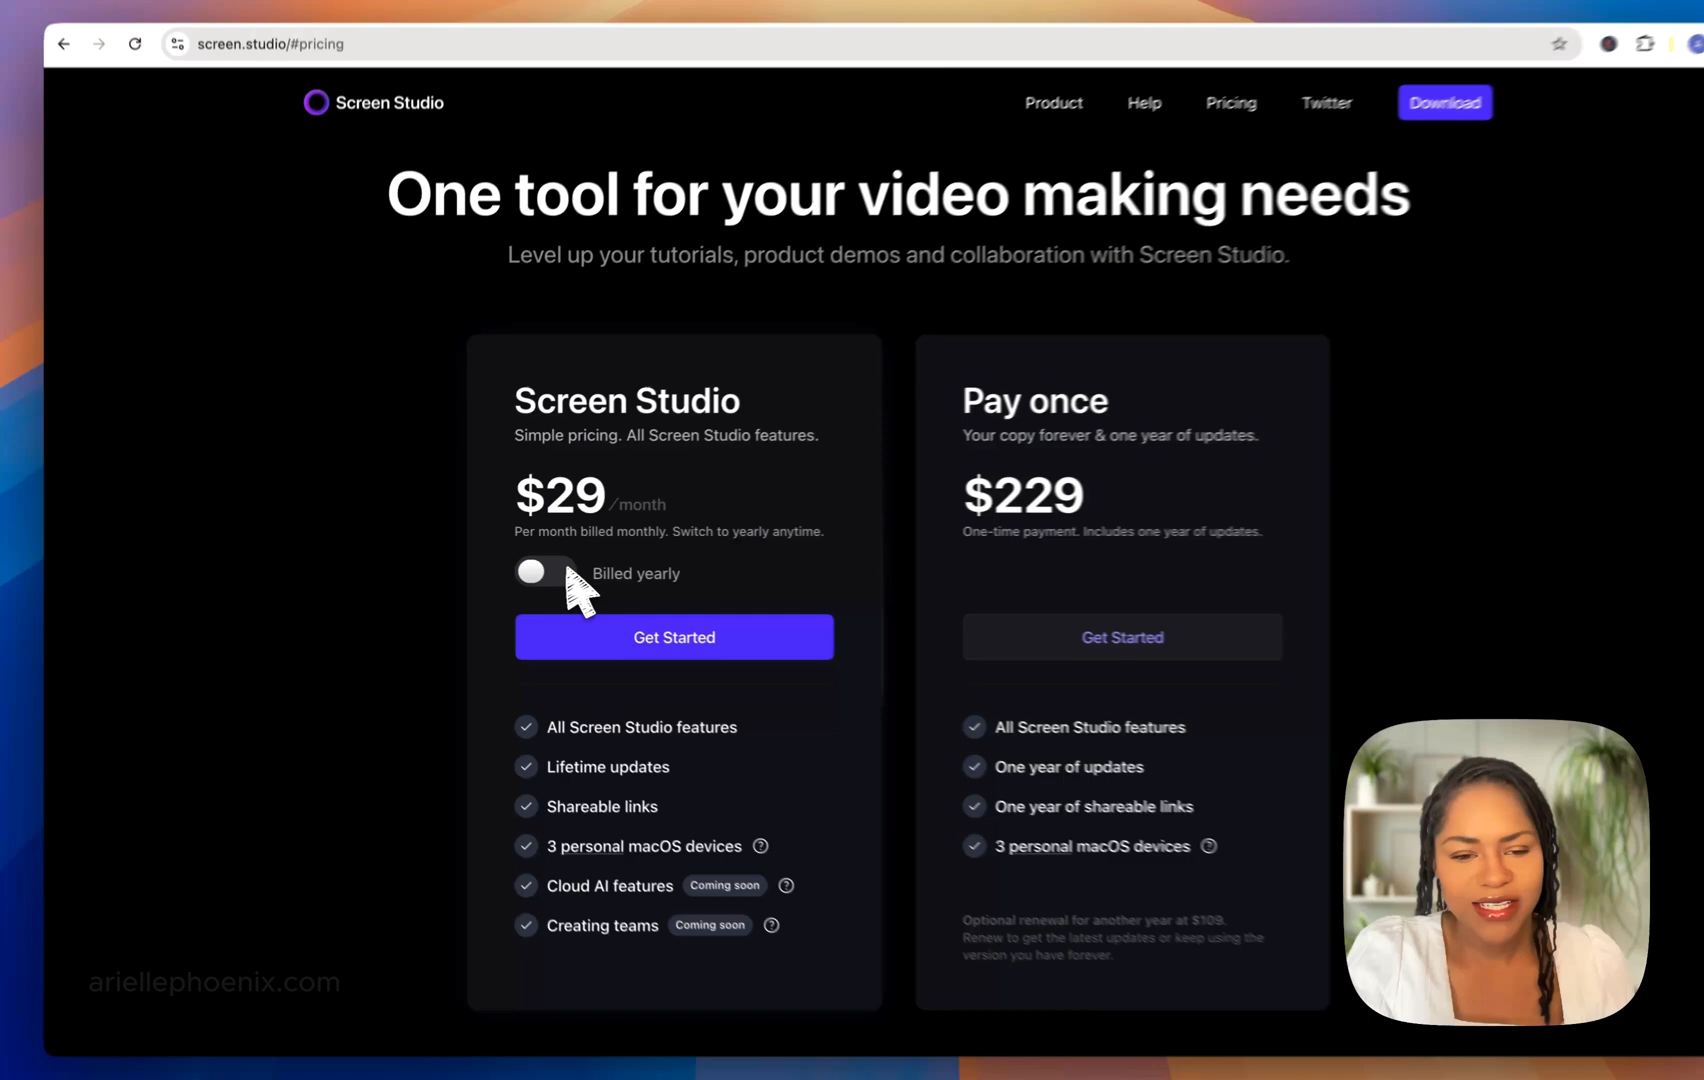 screen.studio/#pricing
Screen Studio
Product
Help
Pricing
Twitter
Download
One tool for your video making needs
Level up your tutorials, product demos and collaboration with Screen Studio.
Screen Studio
Simple pricing. All Screen Studio features.
$29 /month
Per month billed monthly. Switch to yearly anytime.
Billed yearly
Get Started
All Screen Studio features
Lifetime updates
Shareable links
3 personal macOS devices
Cloud AI features Coming soon
Creating teams Coming soon
Pay once
Your copy forever & one year of updates.
$229
One-time payment. Includes one year of updates.
Get Started
All Screen Studio features
One year of updates
One year of shareable links
3 personal macOS devices
Optional renewal for another year at $109.
Renew to get the latest updates or keep using the
version you have forever.
ariellephoenix.com